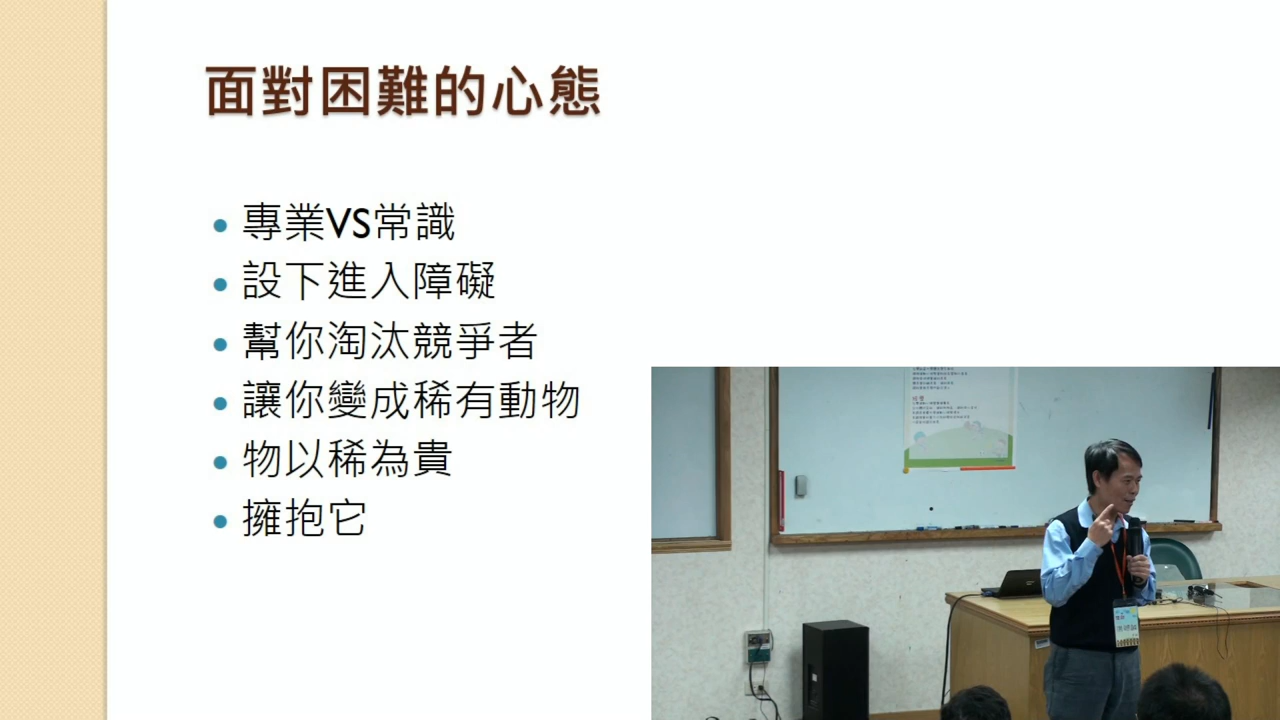 面對困難的心態
專業VS常識
設下進入障礙
幫你淘汰競爭者
讓你變成稀有動物
物以稀為貴
擁抱它